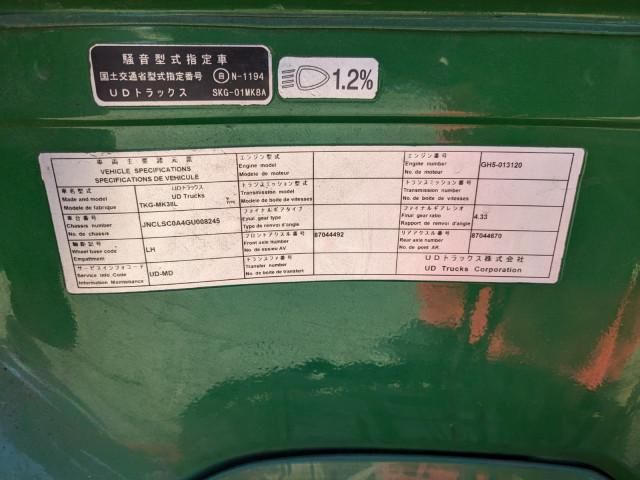 騒音型式指定車
国土交通省型式指定番号 自 N-1194
UDトラックス SKG-01MK8A
1.2%
車両主要諸元票
VEHICLE SPECIFICATIONS
SPECIFICATIONS DE VEHICULE
車名型式
Make and model
Modele de fabrique
UDトラックス
UD Trucks
TKG-MK38L
Type
車台番号
Chassis number
No. de chassis
JNCLSC0A4GU008245
軸距記号
Wheel base code
Empattement
LH
サービスインフォコード
Service info Code
Information Maintenance
UD-MD
エンジン型式
Engine model
Modele de moteur
トランスミッション型式
Transmission model
Modele de boite de vitesses
ファイナルギアタイプ
Final gear type
Type de renvoi d'angle
フロントアクスル番号
Front axle number
No. de essieu AV
87044492
トランスファ番号
Transfer number
No. de boite de transfert
エンジン番号
Engine number
No. de moteur
GH5-013120
トランスミッション番号
Transmission number
No. de boite de vitesses
ファイナルギアレシオ
Final gear ratio
Rapport de renvoi d'angle
4.33
リアアクスル番号
Rear axle number
No. de pont AR
87044670
UDトラックス株式会社
UD Trucks Corporation